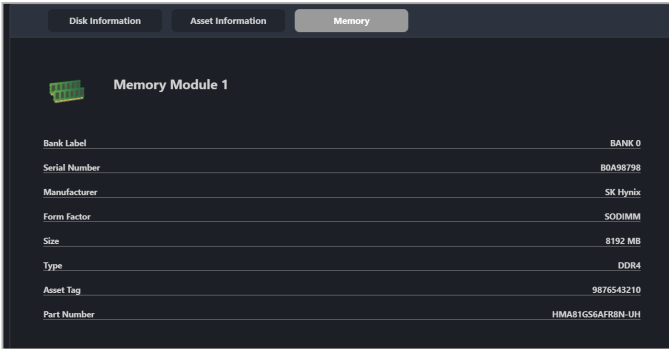 Disk Information Asset Information Memory
Memory Module 1
Bank Label BANK 0
Serial Number B0A98798
Manufacturer SK Hynix
Form Factor SODIMM
Size 8192 MB
Type DDR4
Asset Tag 9876543210
Part Number HMA81GS6AFR8N-UH